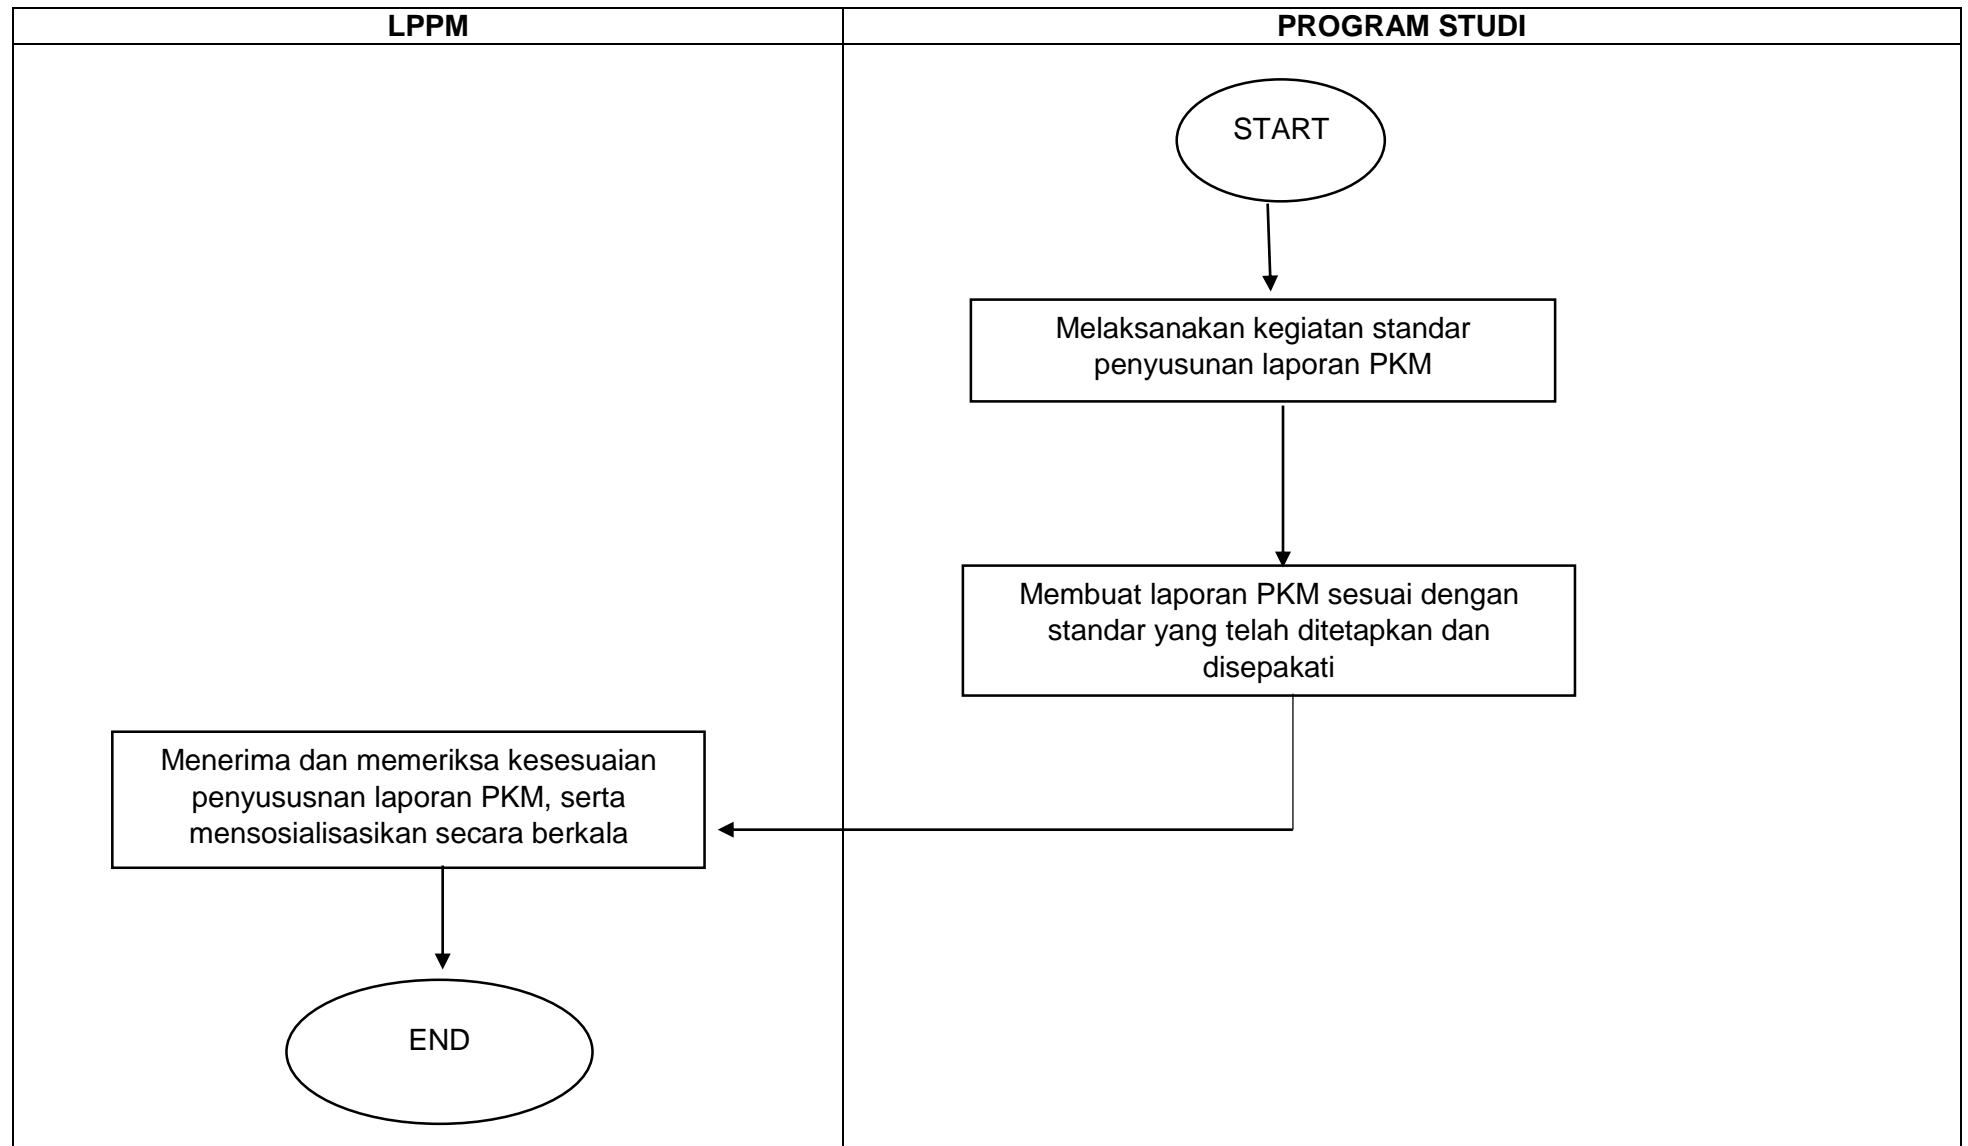 LPPM
PROGRAM STUDI
START
Melaksanakan kegiatan standar
penyusunan laporan PKM
Membuat laporan PKM sesuai dengan
standar yang telah ditetapkan dan
disepakati
Menerima dan memeriksa kesesuaian
penyususnan laporan PKM, serta
mensosialisasikan secara berkala
END